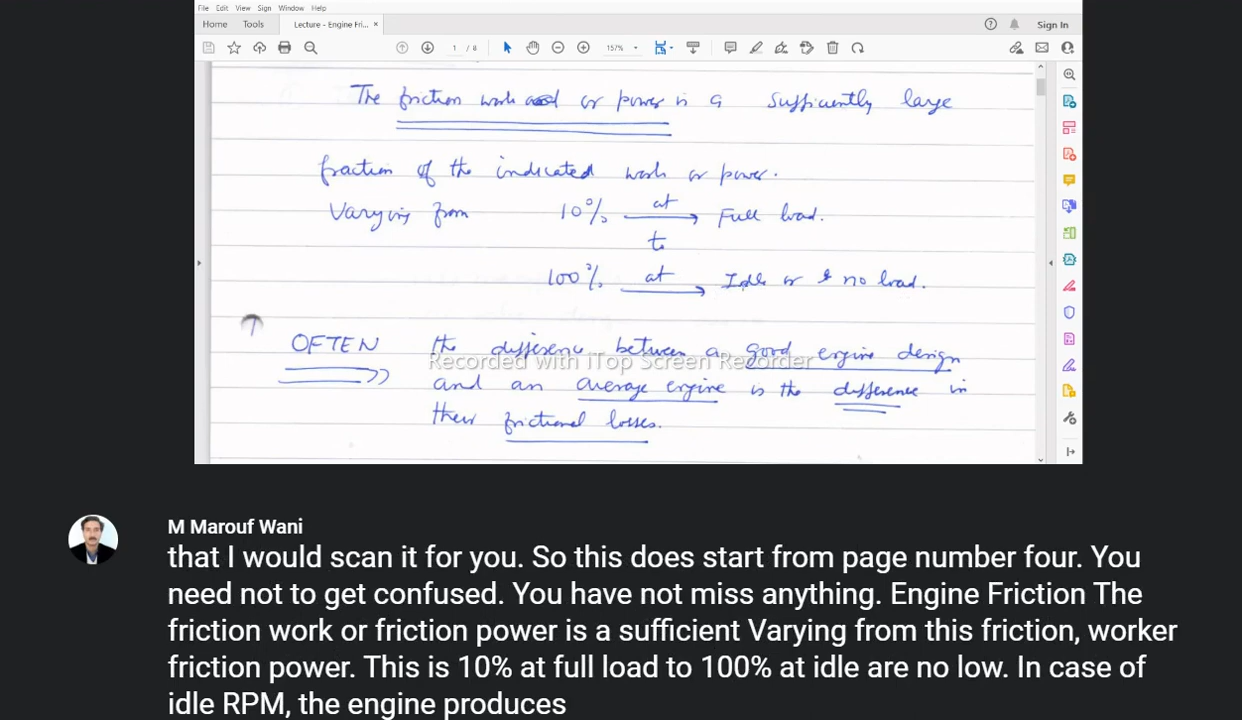 File Edit View Sign Window Help
Home Tools Lecture - Engine Fri... × Sign In
1 / 8 157%
The friction work or power is a sufficiently large
fraction of the indicated work or power.
Varying from 10% at Full load.
to
100% at Idle or no load.
OFTEN the difference between a good engine design
Recorded with iTop Screen Recorder
and an average engine is the difference in
their frictional losses.
M Marouf Wani
that I would scan it for you. So this does start from page number four. You
need not to get confused. You have not miss anything. Engine Friction The
friction work or friction power is a sufficient Varying from this friction, worker
friction power. This is 10% at full load to 100% at idle are no low. In case of
idle RPM, the engine produces